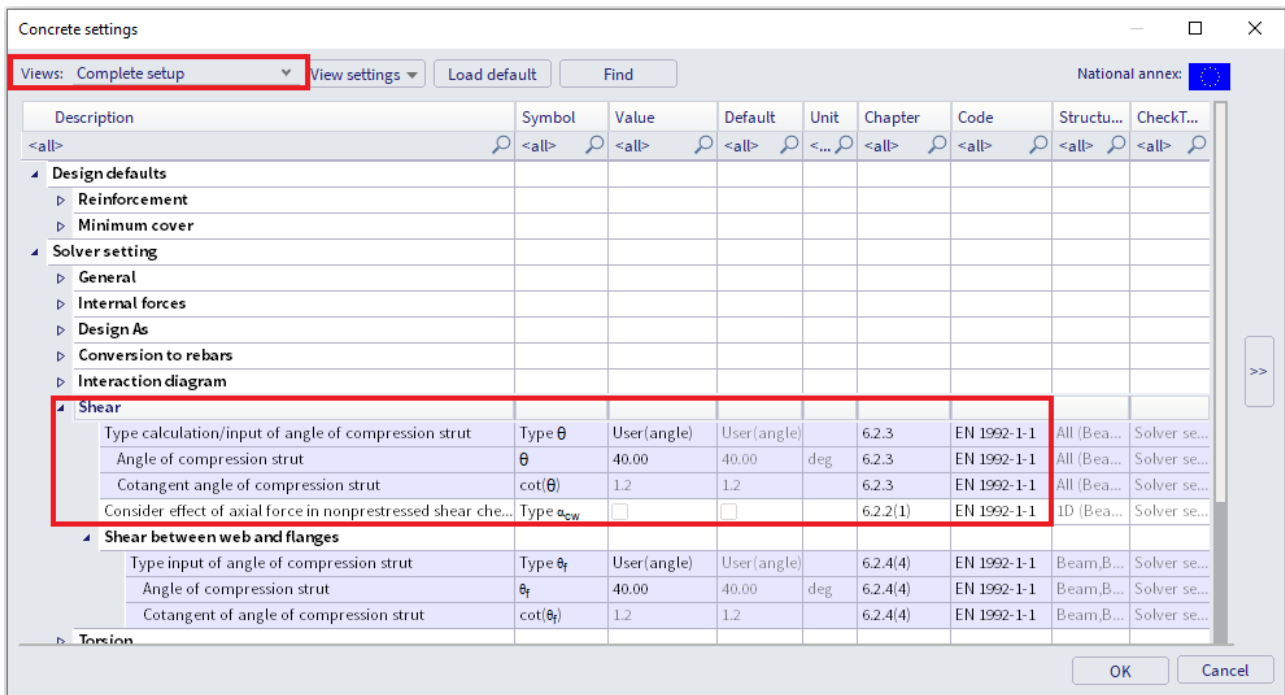 Concrete settings
Views: Complete setup View settings Load default Find National annex:
Description Symbol Value Default Unit Chapter Code Structu... CheckT...
<all> <all> <all> <all> <... <all> <all> <all> <all>
Design defaults
Reinforcement
Minimum cover
Solver setting
General
Internal forces
Design As
Conversion to rebars
Interaction diagram
Shear
Type calculation/input of angle of compression strut Type θ User(angle) User(angle) 6.2.3 EN 1992-1-1 All (Bea... Solver se...
Angle of compression strut θ 40.00 40.00 deg 6.2.3 EN 1992-1-1 All (Bea... Solver se...
Cotangent angle of compression strut cot(θ) 1.2 1.2 6.2.3 EN 1992-1-1 All (Bea... Solver se...
Consider effect of axial force in nonprestressed shear che... Type αcw 6.2.2(1) EN 1992-1-1 1D (Bea... Solver se...
Shear between web and flanges
Type input of angle of compression strut Type θf User(angle) User(angle) 6.2.4(4) EN 1992-1-1 Beam,B... Solver se...
Angle of compression strut θf 40.00 40.00 deg 6.2.4(4) EN 1992-1-1 Beam,B... Solver se...
Cotangent of angle of compression strut cot(θf) 1.2 1.2 6.2.4(4) EN 1992-1-1 Beam,B... Solver se...
Torsion
>>
OK Cancel